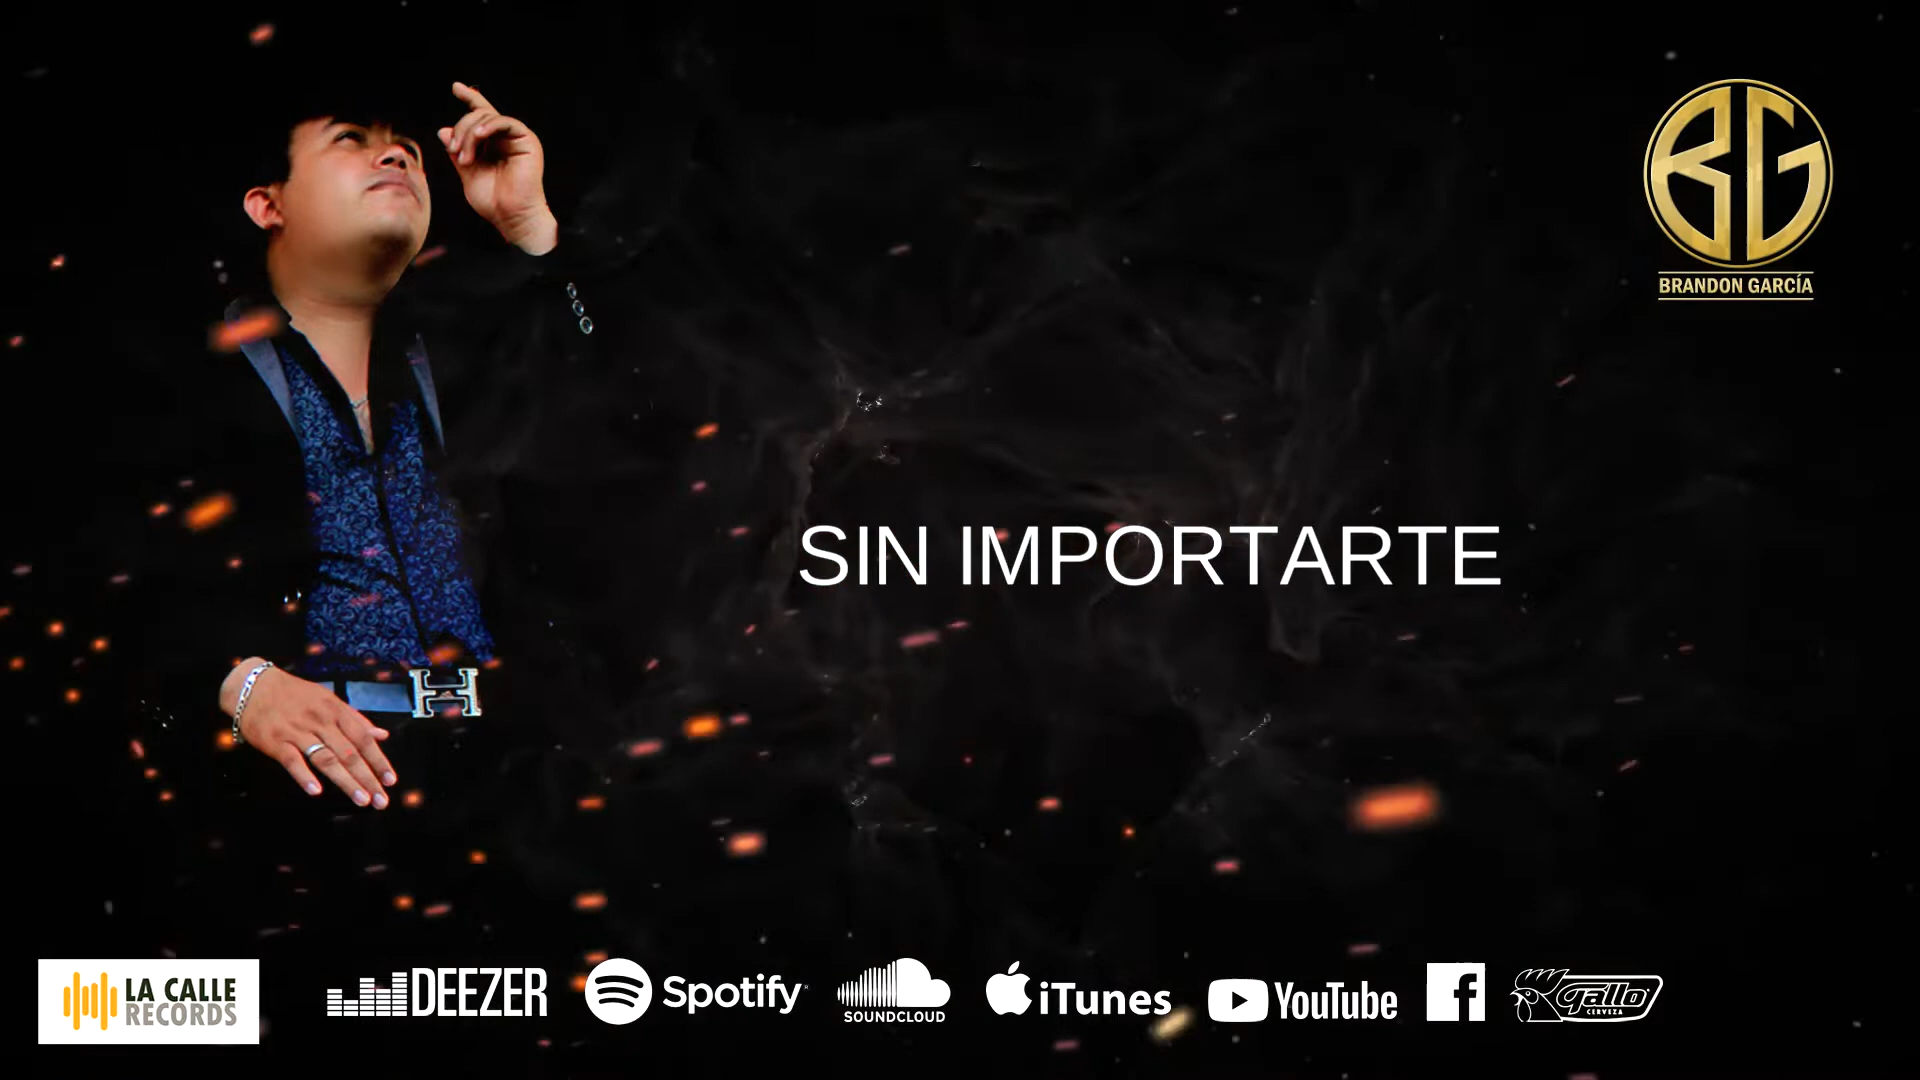 BG
BRANDON GARCÍA
SIN IMPORTARTE
LA CALLE
RECORDS
DEEZER
Spotify
SOUNDCLOUD
iTunes
YouTube
f
gallo
CERVEZA